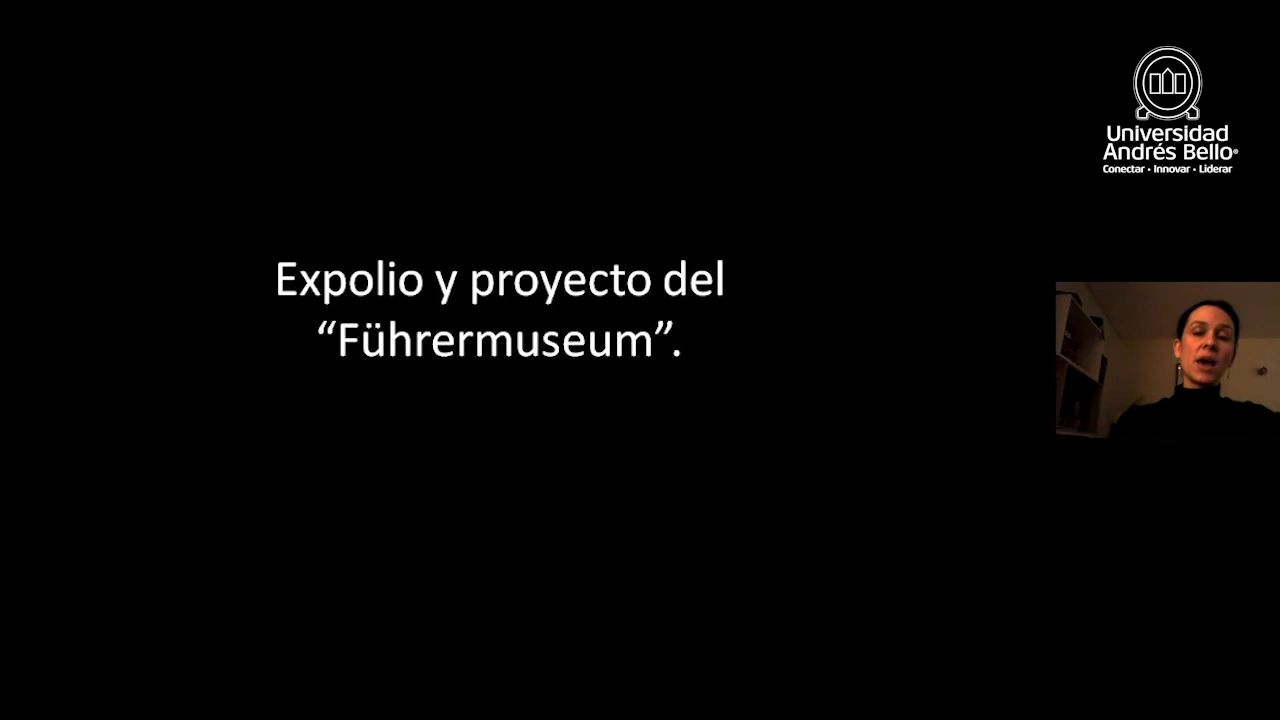 Universidad
Andrés Bello®
Conectar • Innovar • Liderar
Expolio y proyecto del
“Führermuseum”.